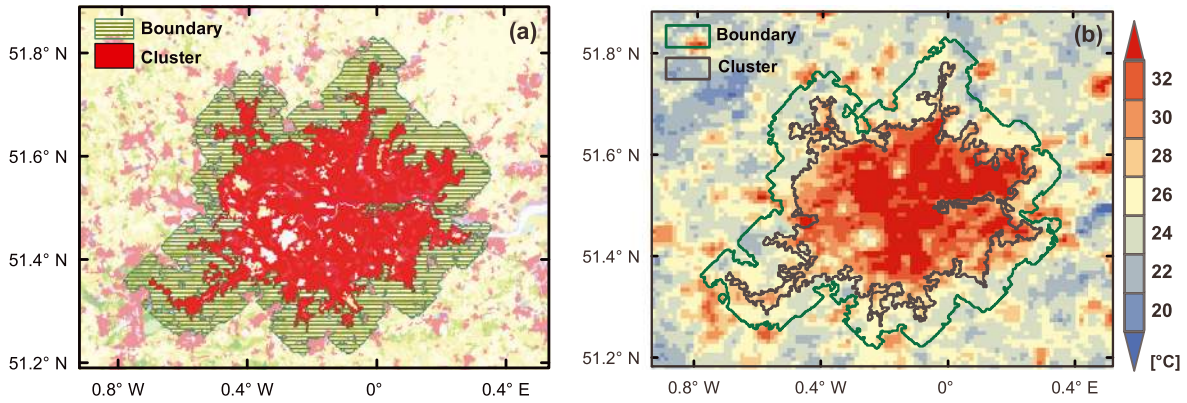 (a)
Boundary
Cluster
51.8° N
51.6° N
51.4° N
51.2° N
0.8° W 0.4° W 0° 0.4° E
(b)
Boundary
Cluster
51.8° N
51.6° N
51.4° N
51.2° N
0.8° W 0.4° W 0° 0.4° E
32
30
28
26
24
22
20
[°C]